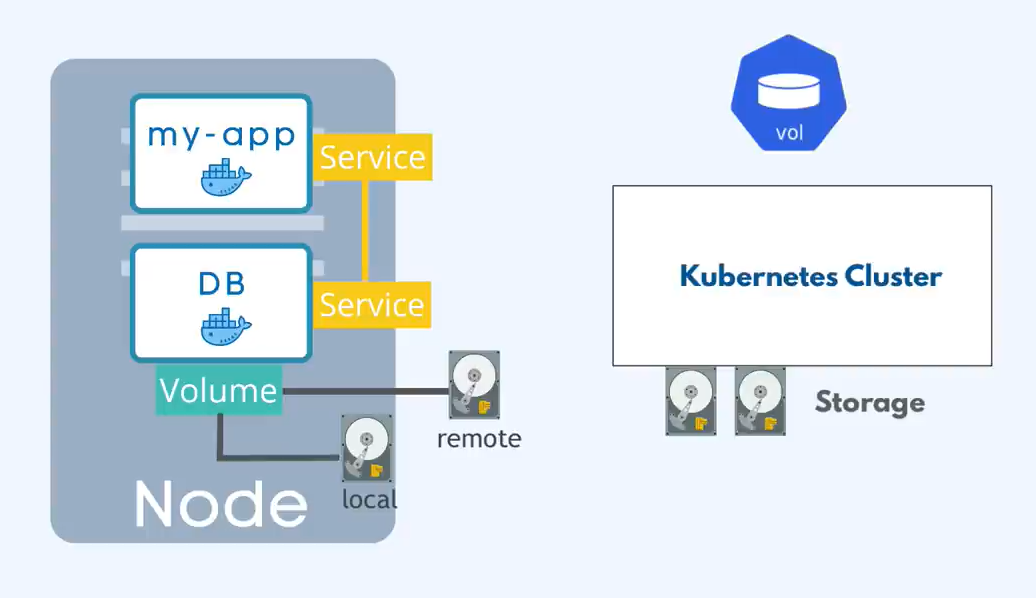 my-app
Service
DB
Service
Volume
remote
local
Node
vol
Kubernetes Cluster
Storage